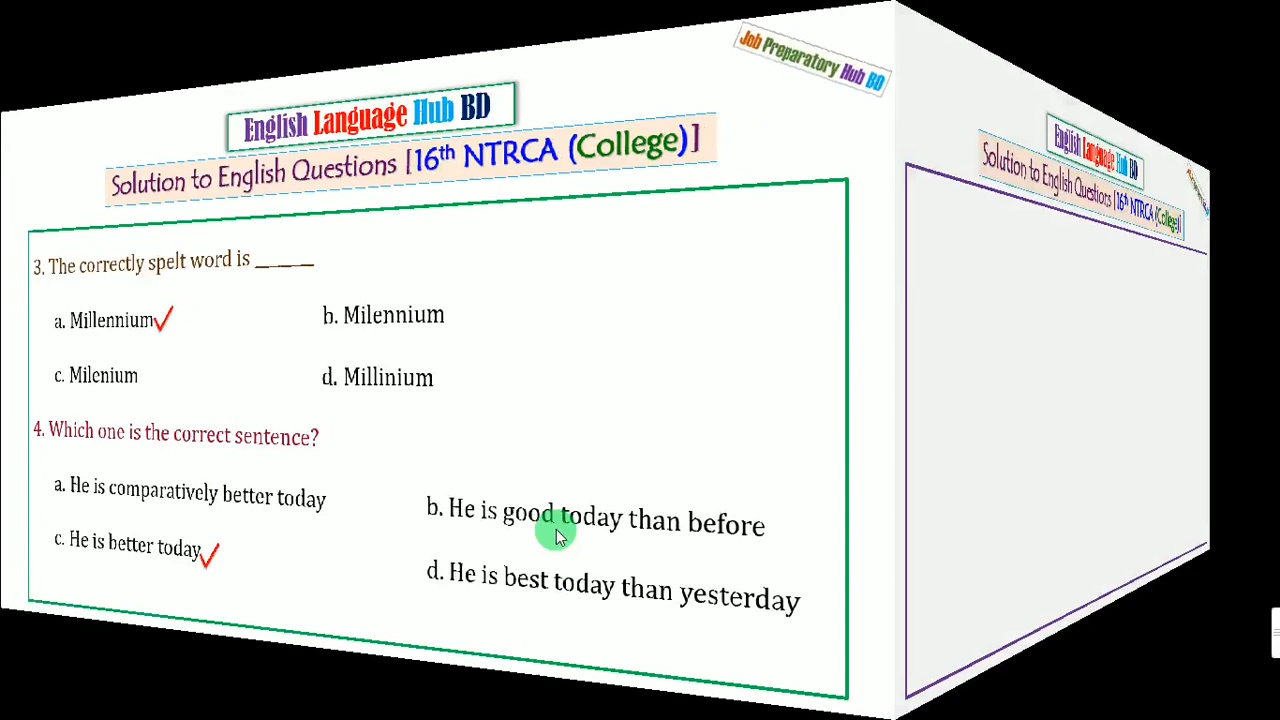 Job Preparatory Hub BD
English Language Hub BD
Solution to English Questions [16th NTRCA (College)]
3. The correctly spelt word is ______
a. Millennium
b. Milennium
c. Milenium
d. Millinium
4. Which one is the correct sentence?
a. He is comparatively better today
b. He is good today than before
c. He is better today
d. He is best today than yesterday
English Language Hub BD
Solution to English Questions [16th NTRCA (College)]